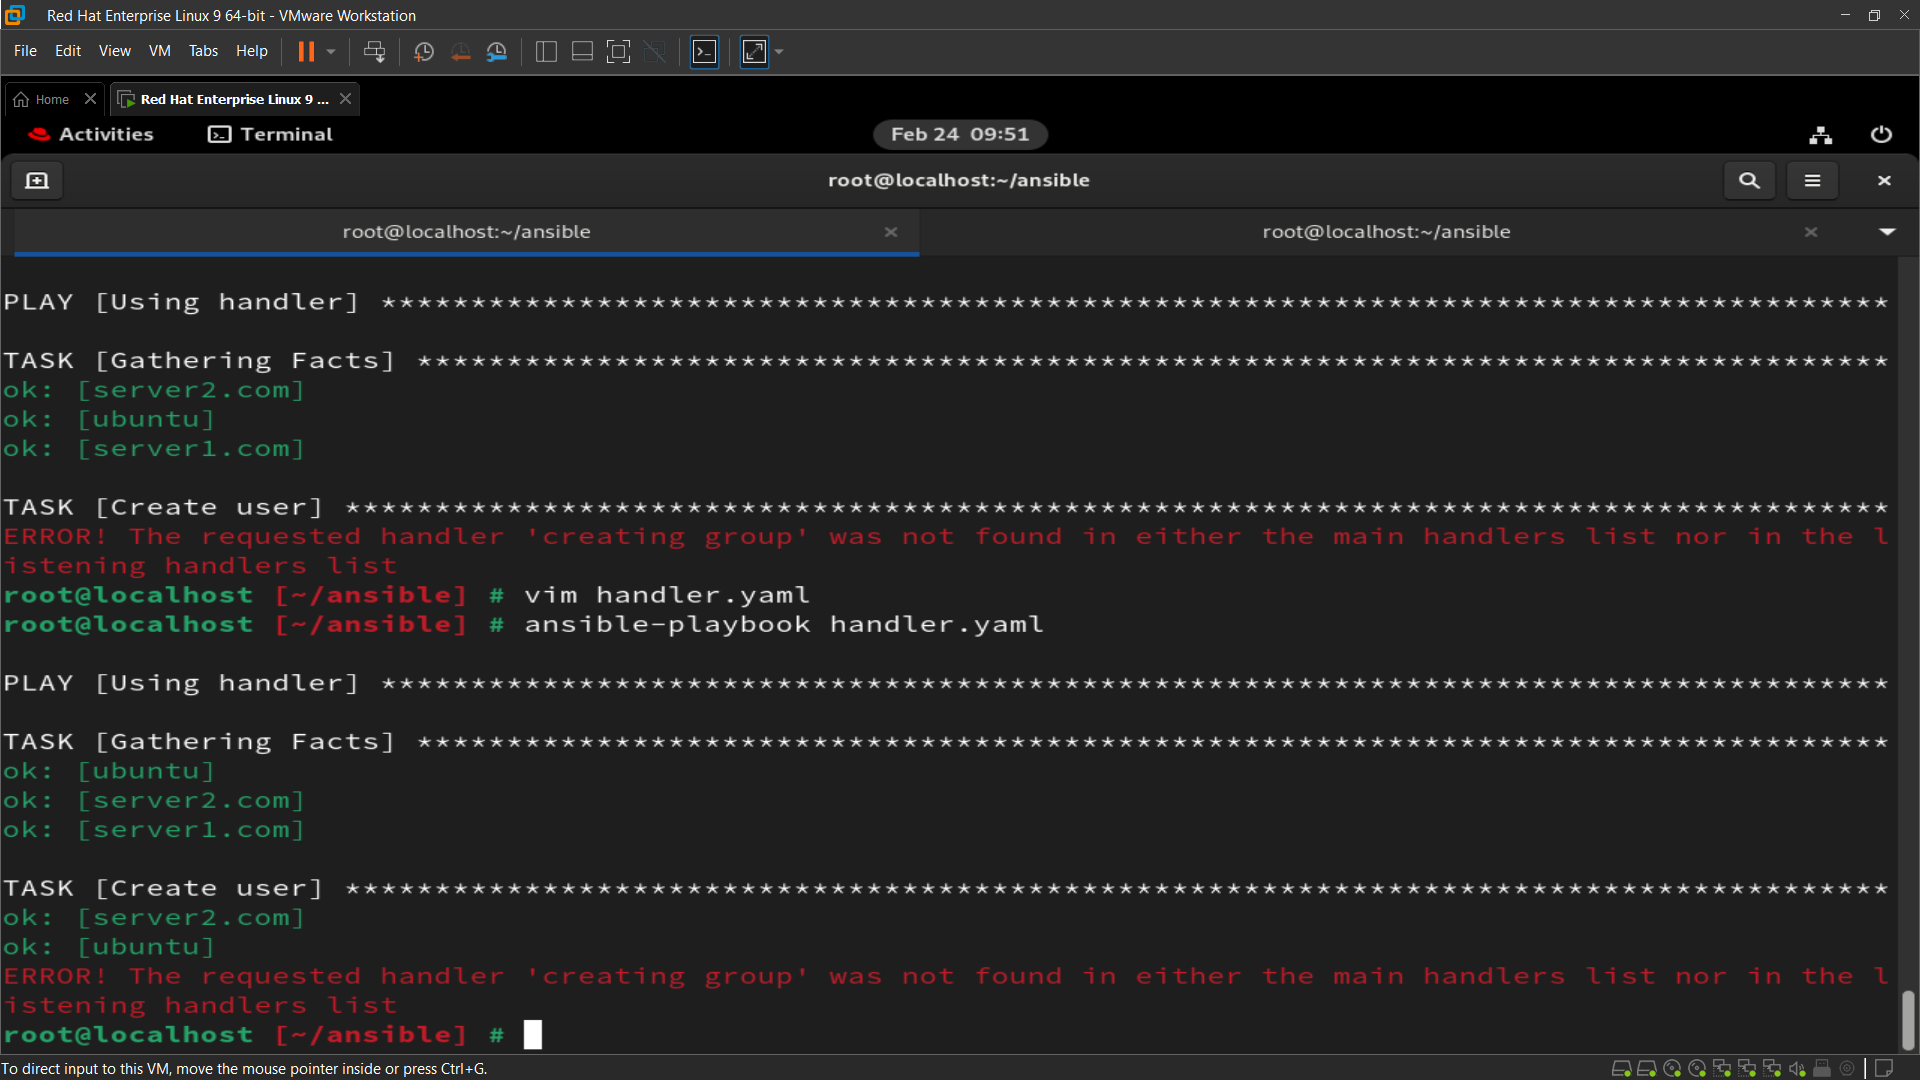 Red Hat Enterprise Linux 9 64-bit - VMware Workstation
File Edit View VM Tabs Help
Home Red Hat Enterprise Linux 9 ...
Activities Terminal Feb 24 09:51
root@localhost:~/ansible
root@localhost:~/ansible root@localhost:~/ansible
PLAY [Using handler] ***********************************************************************************
TASK [Gathering Facts] *********************************************************************************
ok: [server2.com]
ok: [ubuntu]
ok: [server1.com]
TASK [Create user] *************************************************************************************
ERROR! The requested handler 'creating group' was not found in either the main handlers list nor in the l
istening handlers list
root@localhost [~/ansible] # vim handler.yaml
root@localhost [~/ansible] # ansible-playbook handler.yaml
PLAY [Using handler] ***********************************************************************************
TASK [Gathering Facts] *********************************************************************************
ok: [ubuntu]
ok: [server2.com]
ok: [server1.com]
TASK [Create user] *************************************************************************************
ok: [server2.com]
ok: [ubuntu]
ERROR! The requested handler 'creating group' was not found in either the main handlers list nor in the l
istening handlers list
root@localhost [~/ansible] #
To direct input to this VM, move the mouse pointer inside or press Ctrl+G.